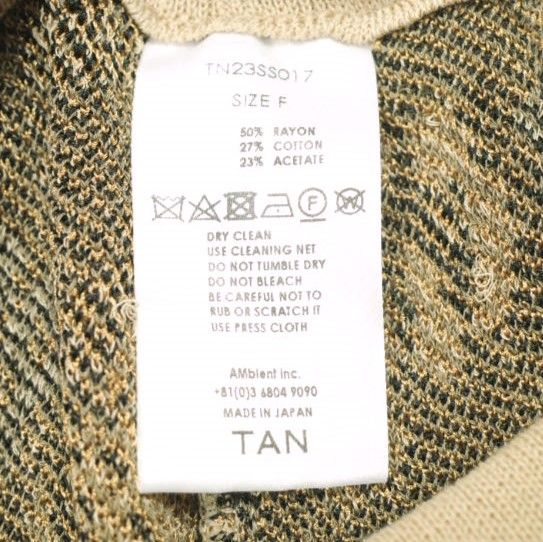 TN23SS017
SIZE F
50% RAYON
27% COTTON
23% ACETATE
F W
DRY CLEAN
USE CLEANING NET
DO NOT TUMBLE DRY
DO NOT BLEACH
BE CAREFUL NOT TO
RUB OR SCRATCH IT
USE PRESS CLOTH
AMbient inc.
+81(0)3 6804 9090
MADE IN JAPAN
TAN